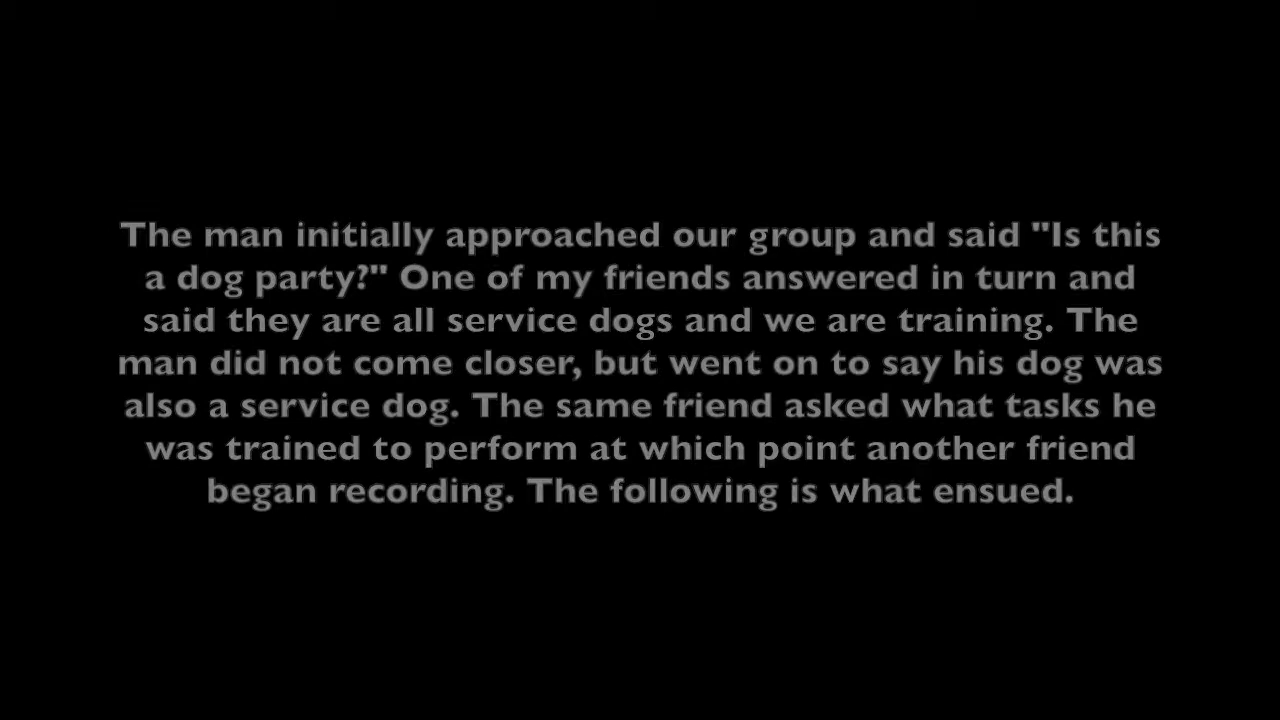 The man initially approached our group and said "Is this
a dog party?" One of my friends answered in turn and
said they are all service dogs and we are training. The
man did not come closer, but went on to say his dog was
also a service dog. The same friend asked what tasks he
was trained to perform at which point another friend
began recording. The following is what ensued.